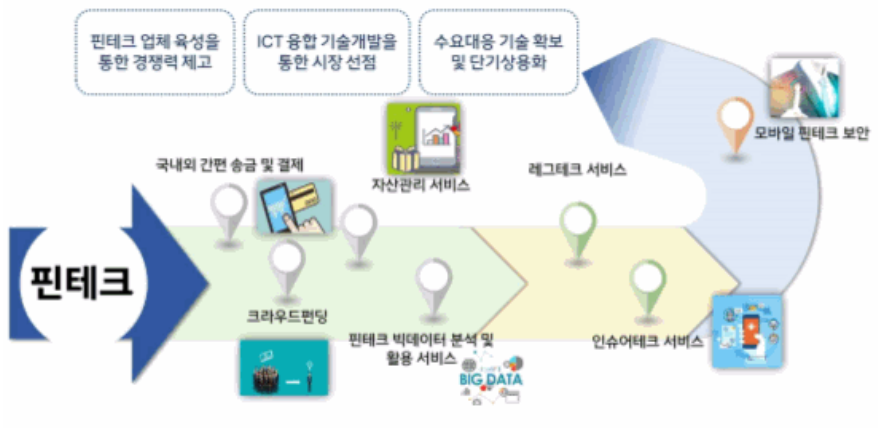 핀테크 업체 육성을
통한 경쟁력 제고
ICT 융합 기술개발을
통한 시장 선점
수요대응 기술 확보
및 단기상용화
모바일 핀테크 보안
국내외 간편 송금 및 결제
자산관리 서비스
레그테크 서비스
핀테크
크라우드펀딩
핀테크 빅데이터 분석 및
활용 서비스
인슈어테크 서비스
BIG DATA